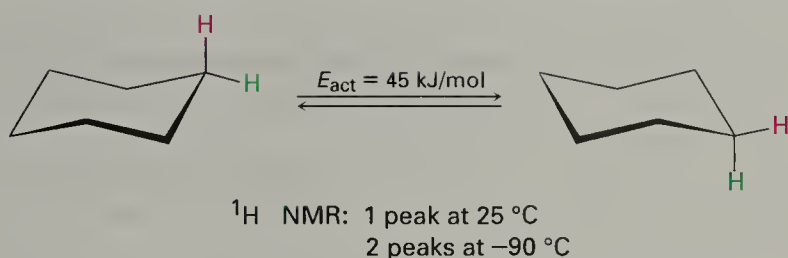 H
H
E_act = 45 kJ/mol
H
H
¹H NMR: 1 peak at 25 °C
2 peaks at –90 °C